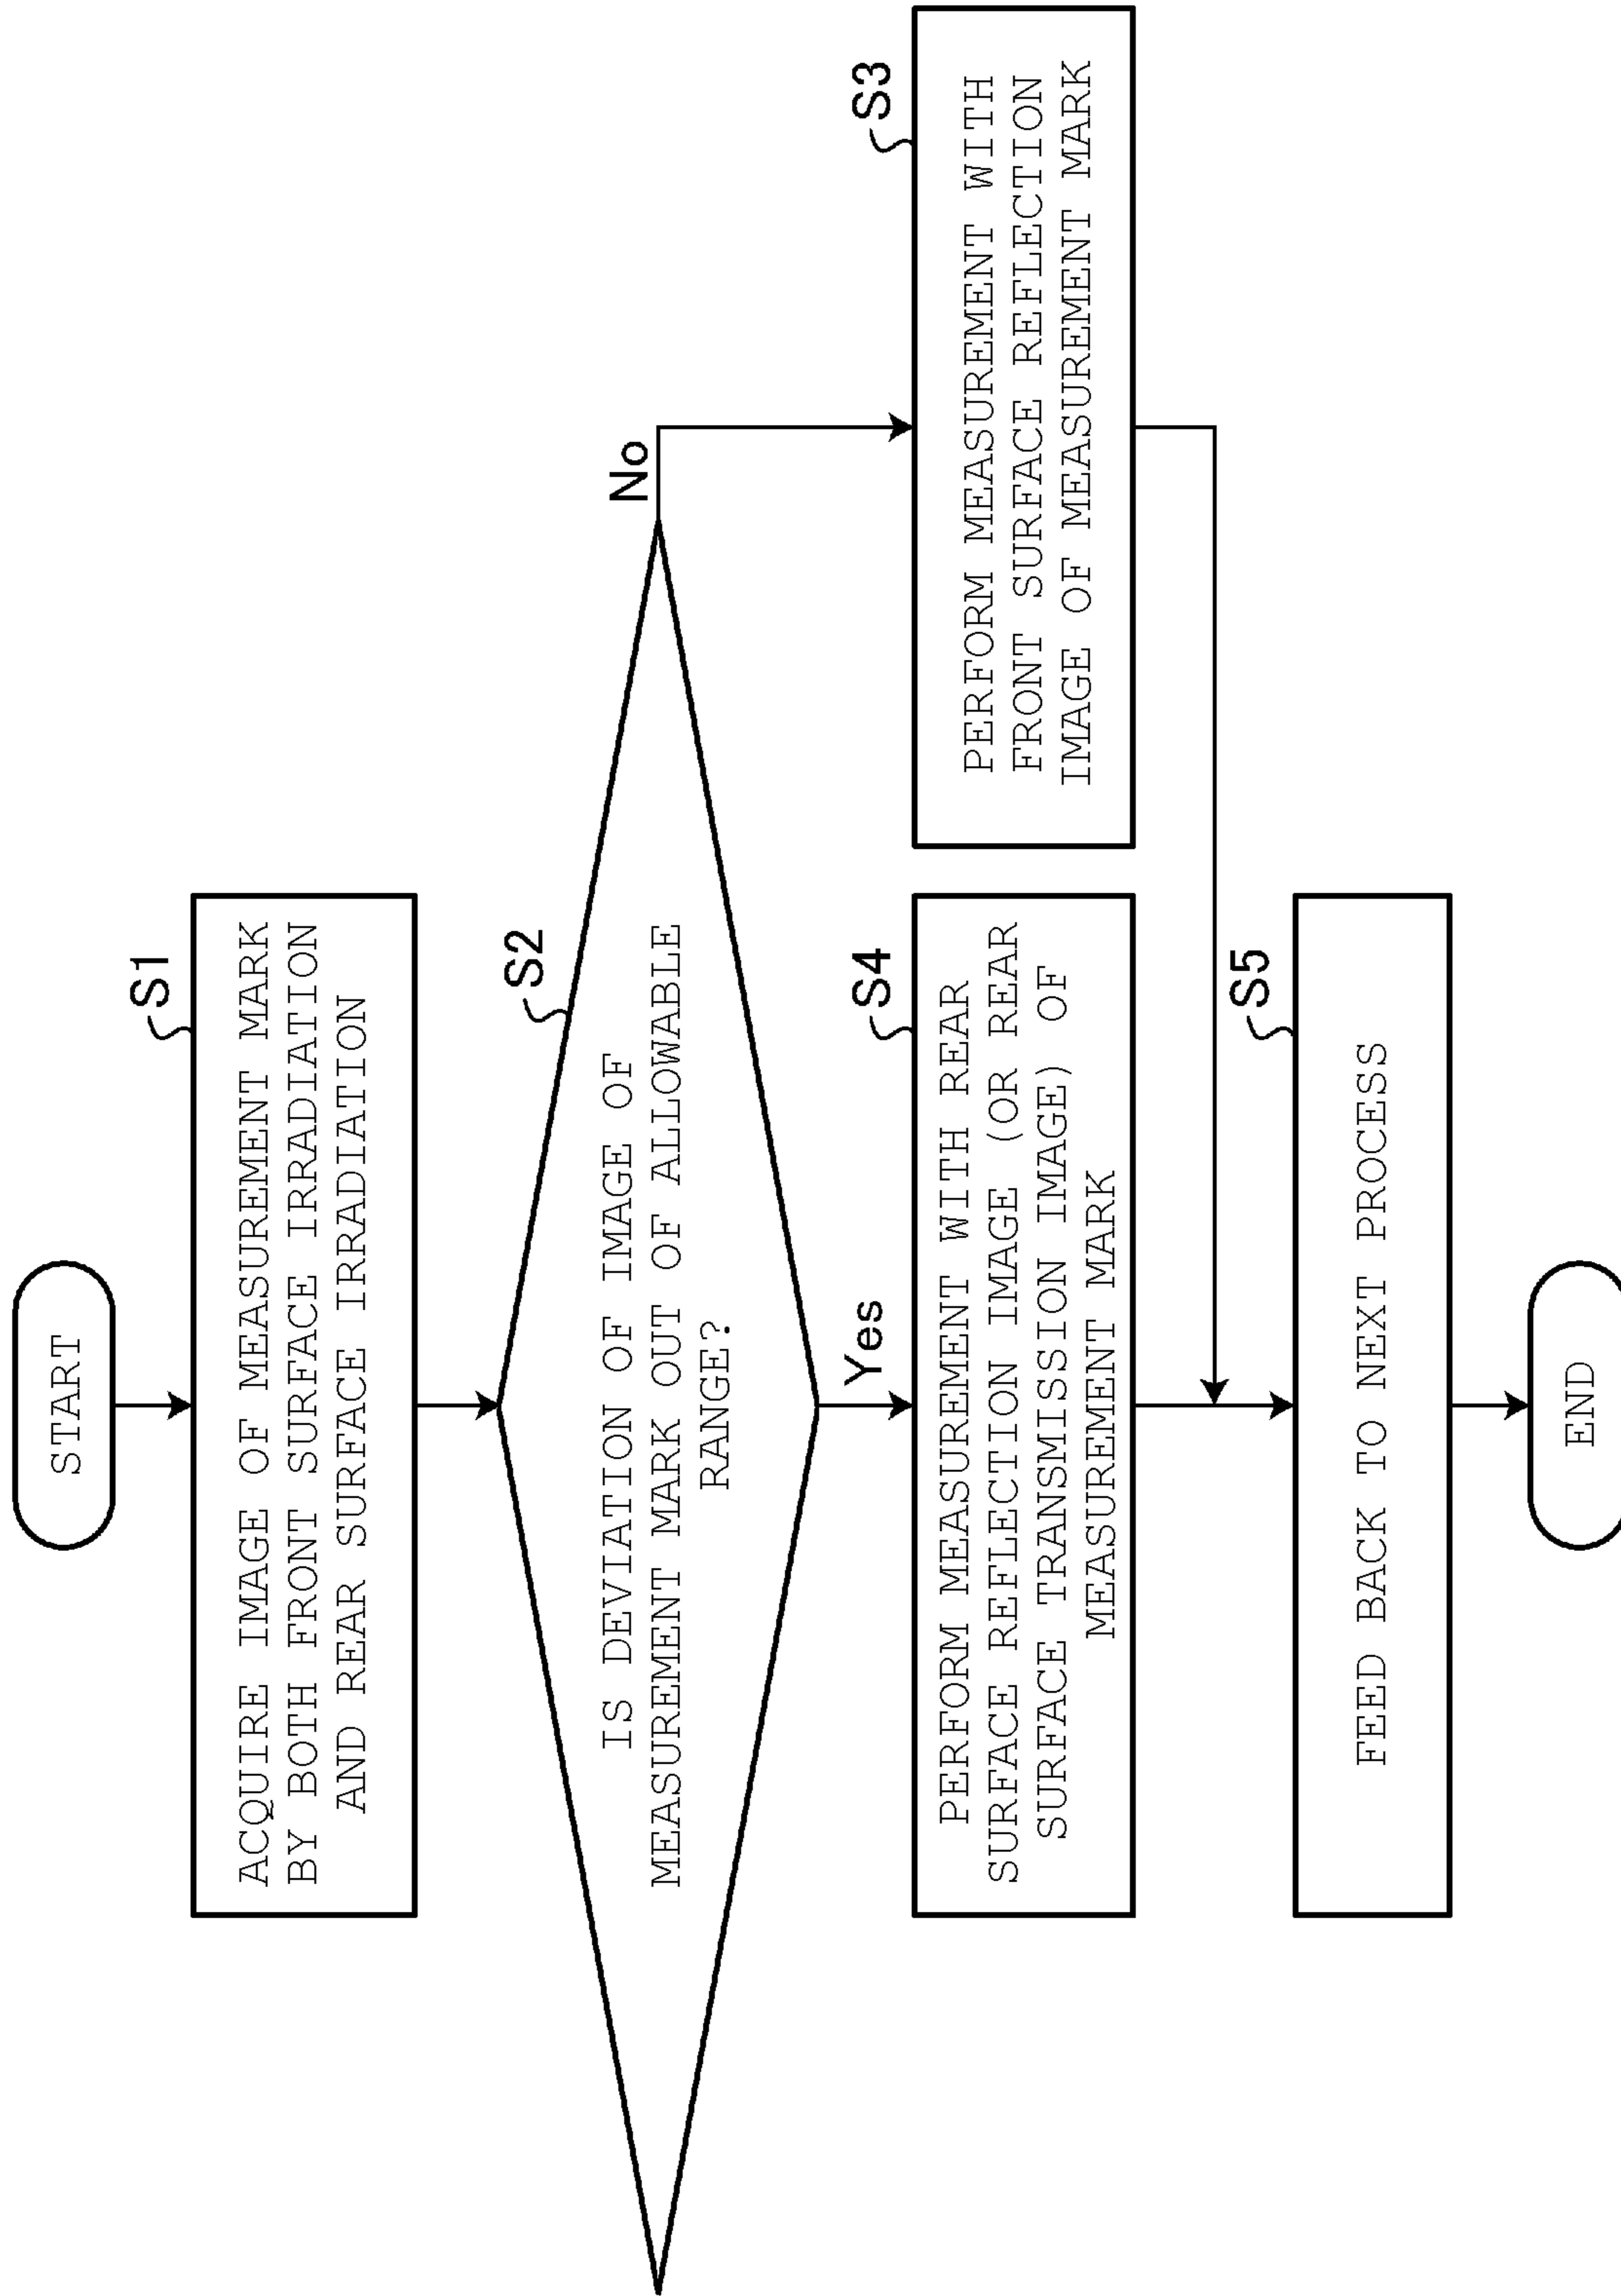 START
S1
ACQUIRE IMAGE OF MEASUREMENT MARK
BY BOTH FRONT SURFACE IRRADIATION
AND REAR SURFACE IRRADIATION
S2
IS DEVIATION OF IMAGE OF
MEASUREMENT MARK OUT OF ALLOWABLE
RANGE?
No
Yes
S3
PERFORM MEASUREMENT WITH
FRONT SURFACE REFLECTION
IMAGE OF MEASUREMENT MARK
S4
PERFORM MEASUREMENT WITH REAR
SURFACE REFLECTION IMAGE (OR REAR
SURFACE TRANSMISSION IMAGE) OF
MEASUREMENT MARK
S5
FEED BACK TO NEXT PROCESS
END